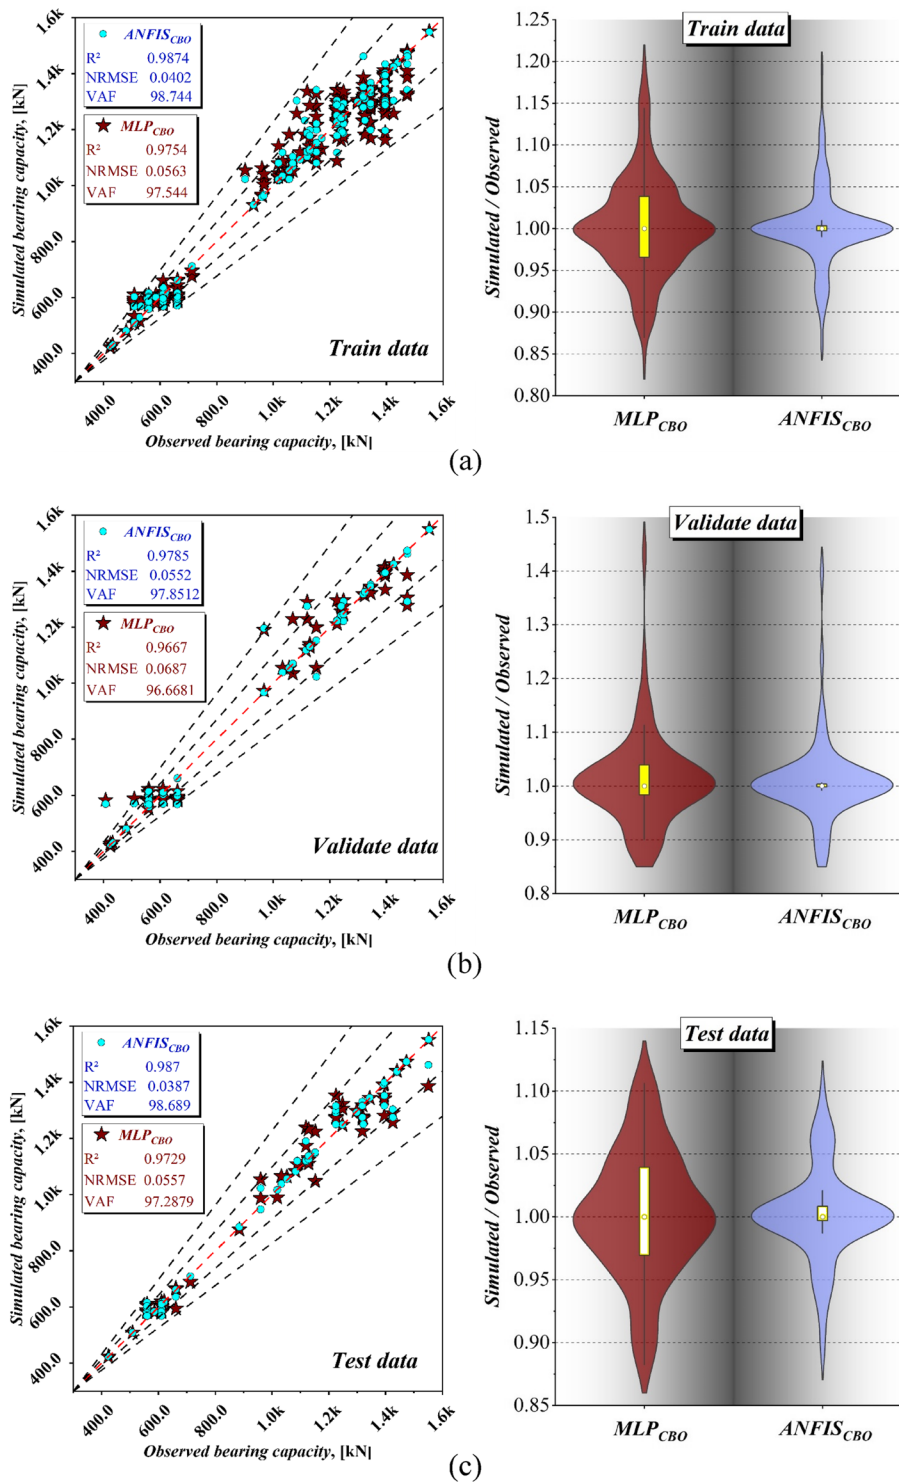 ANFIS_CBO
R² 0.9874
NRMSE 0.0402
VAF 98.744
MLP_CBO
R² 0.9754
NRMSE 0.0563
VAF 97.544
Simulated bearing capacity, [kN]
1.6k
1.4k
1.2k
1.0k
800.0
600.0
400.0
Train data
400.0 600.0 800.0 1.0k 1.2k 1.4k 1.6k
Observed bearing capacity, [kN]
Train data
Simulated / Observed
1.25
1.20
1.15
1.10
1.05
1.00
0.95
0.90
0.85
0.80
MLP_CBO ANFIS_CBO
(a)
ANFIS_CBO
R² 0.9785
NRMSE 0.0552
VAF 97.8512
MLP_CBO
R² 0.9667
NRMSE 0.0687
VAF 96.6681
Simulated bearing capacity, [kN]
1.6k
1.4k
1.2k
1.0k
800.0
600.0
400.0
Validate data
400.0 600.0 800.0 1.0k 1.2k 1.4k 1.6k
Observed bearing capacity, [kN]
Validate data
Simulated / Observed
1.5
1.4
1.3
1.2
1.1
1.0
0.9
0.8
MLP_CBO ANFIS_CBO
(b)
ANFIS_CBO
R² 0.987
NRMSE 0.0387
VAF 98.689
MLP_CBO
R² 0.9729
NRMSE 0.0557
VAF 97.2879
Simulated bearing capacity, [kN]
1.6k
1.4k
1.2k
1.0k
800.0
600.0
400.0
Test data
400.0 600.0 800.0 1.0k 1.2k 1.4k 1.6k
Observed bearing capacity, [kN]
Test data
Simulated / Observed
1.15
1.10
1.05
1.00
0.95
0.90
0.85
MLP_CBO ANFIS_CBO
(c)